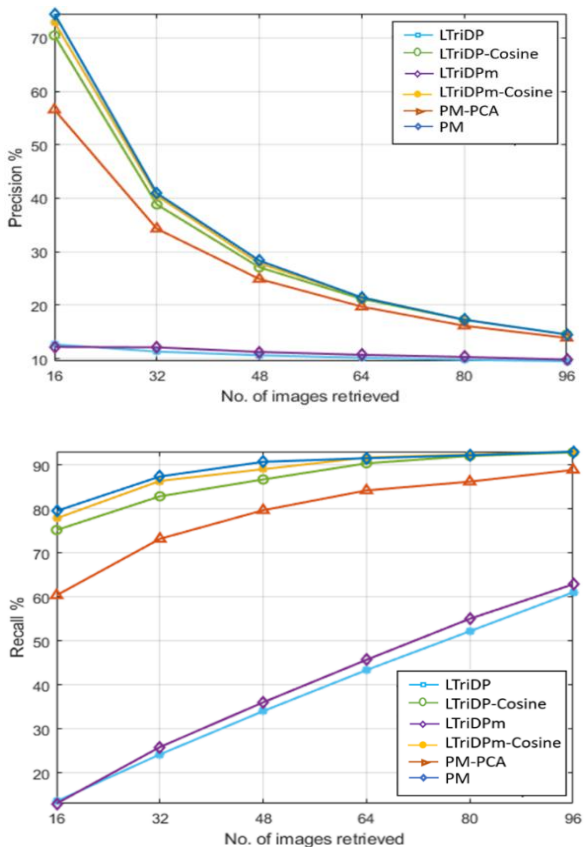 70
60
50
40
30
20
10
Precision %
LTriDP
LTriDP-Cosine
LTriDPm
LTriDPm-Cosine
PM-PCA
PM
16 32 48 64 80 96
No. of images retrieved
90
80
70
60
50
40
30
20
Recall %
LTriDP
LTriDP-Cosine
LTriDPm
LTriDPm-Cosine
PM-PCA
PM
16 32 48 64 80 96
No. of images retrieved